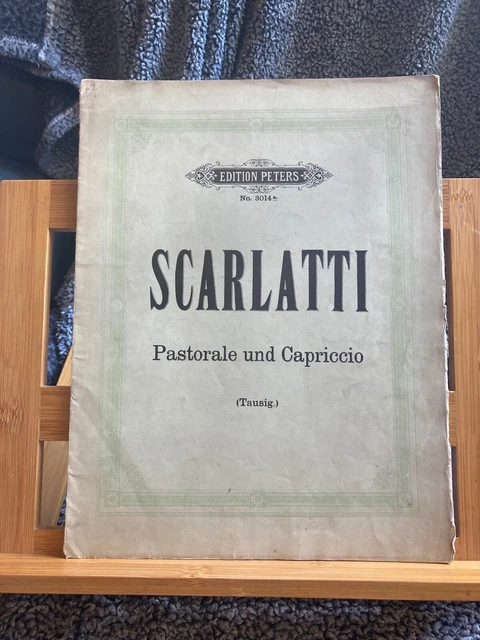 EDITION PETERS
No. 3014
SCARLATTI
Pastorale und Capriccio
(Tausig.)